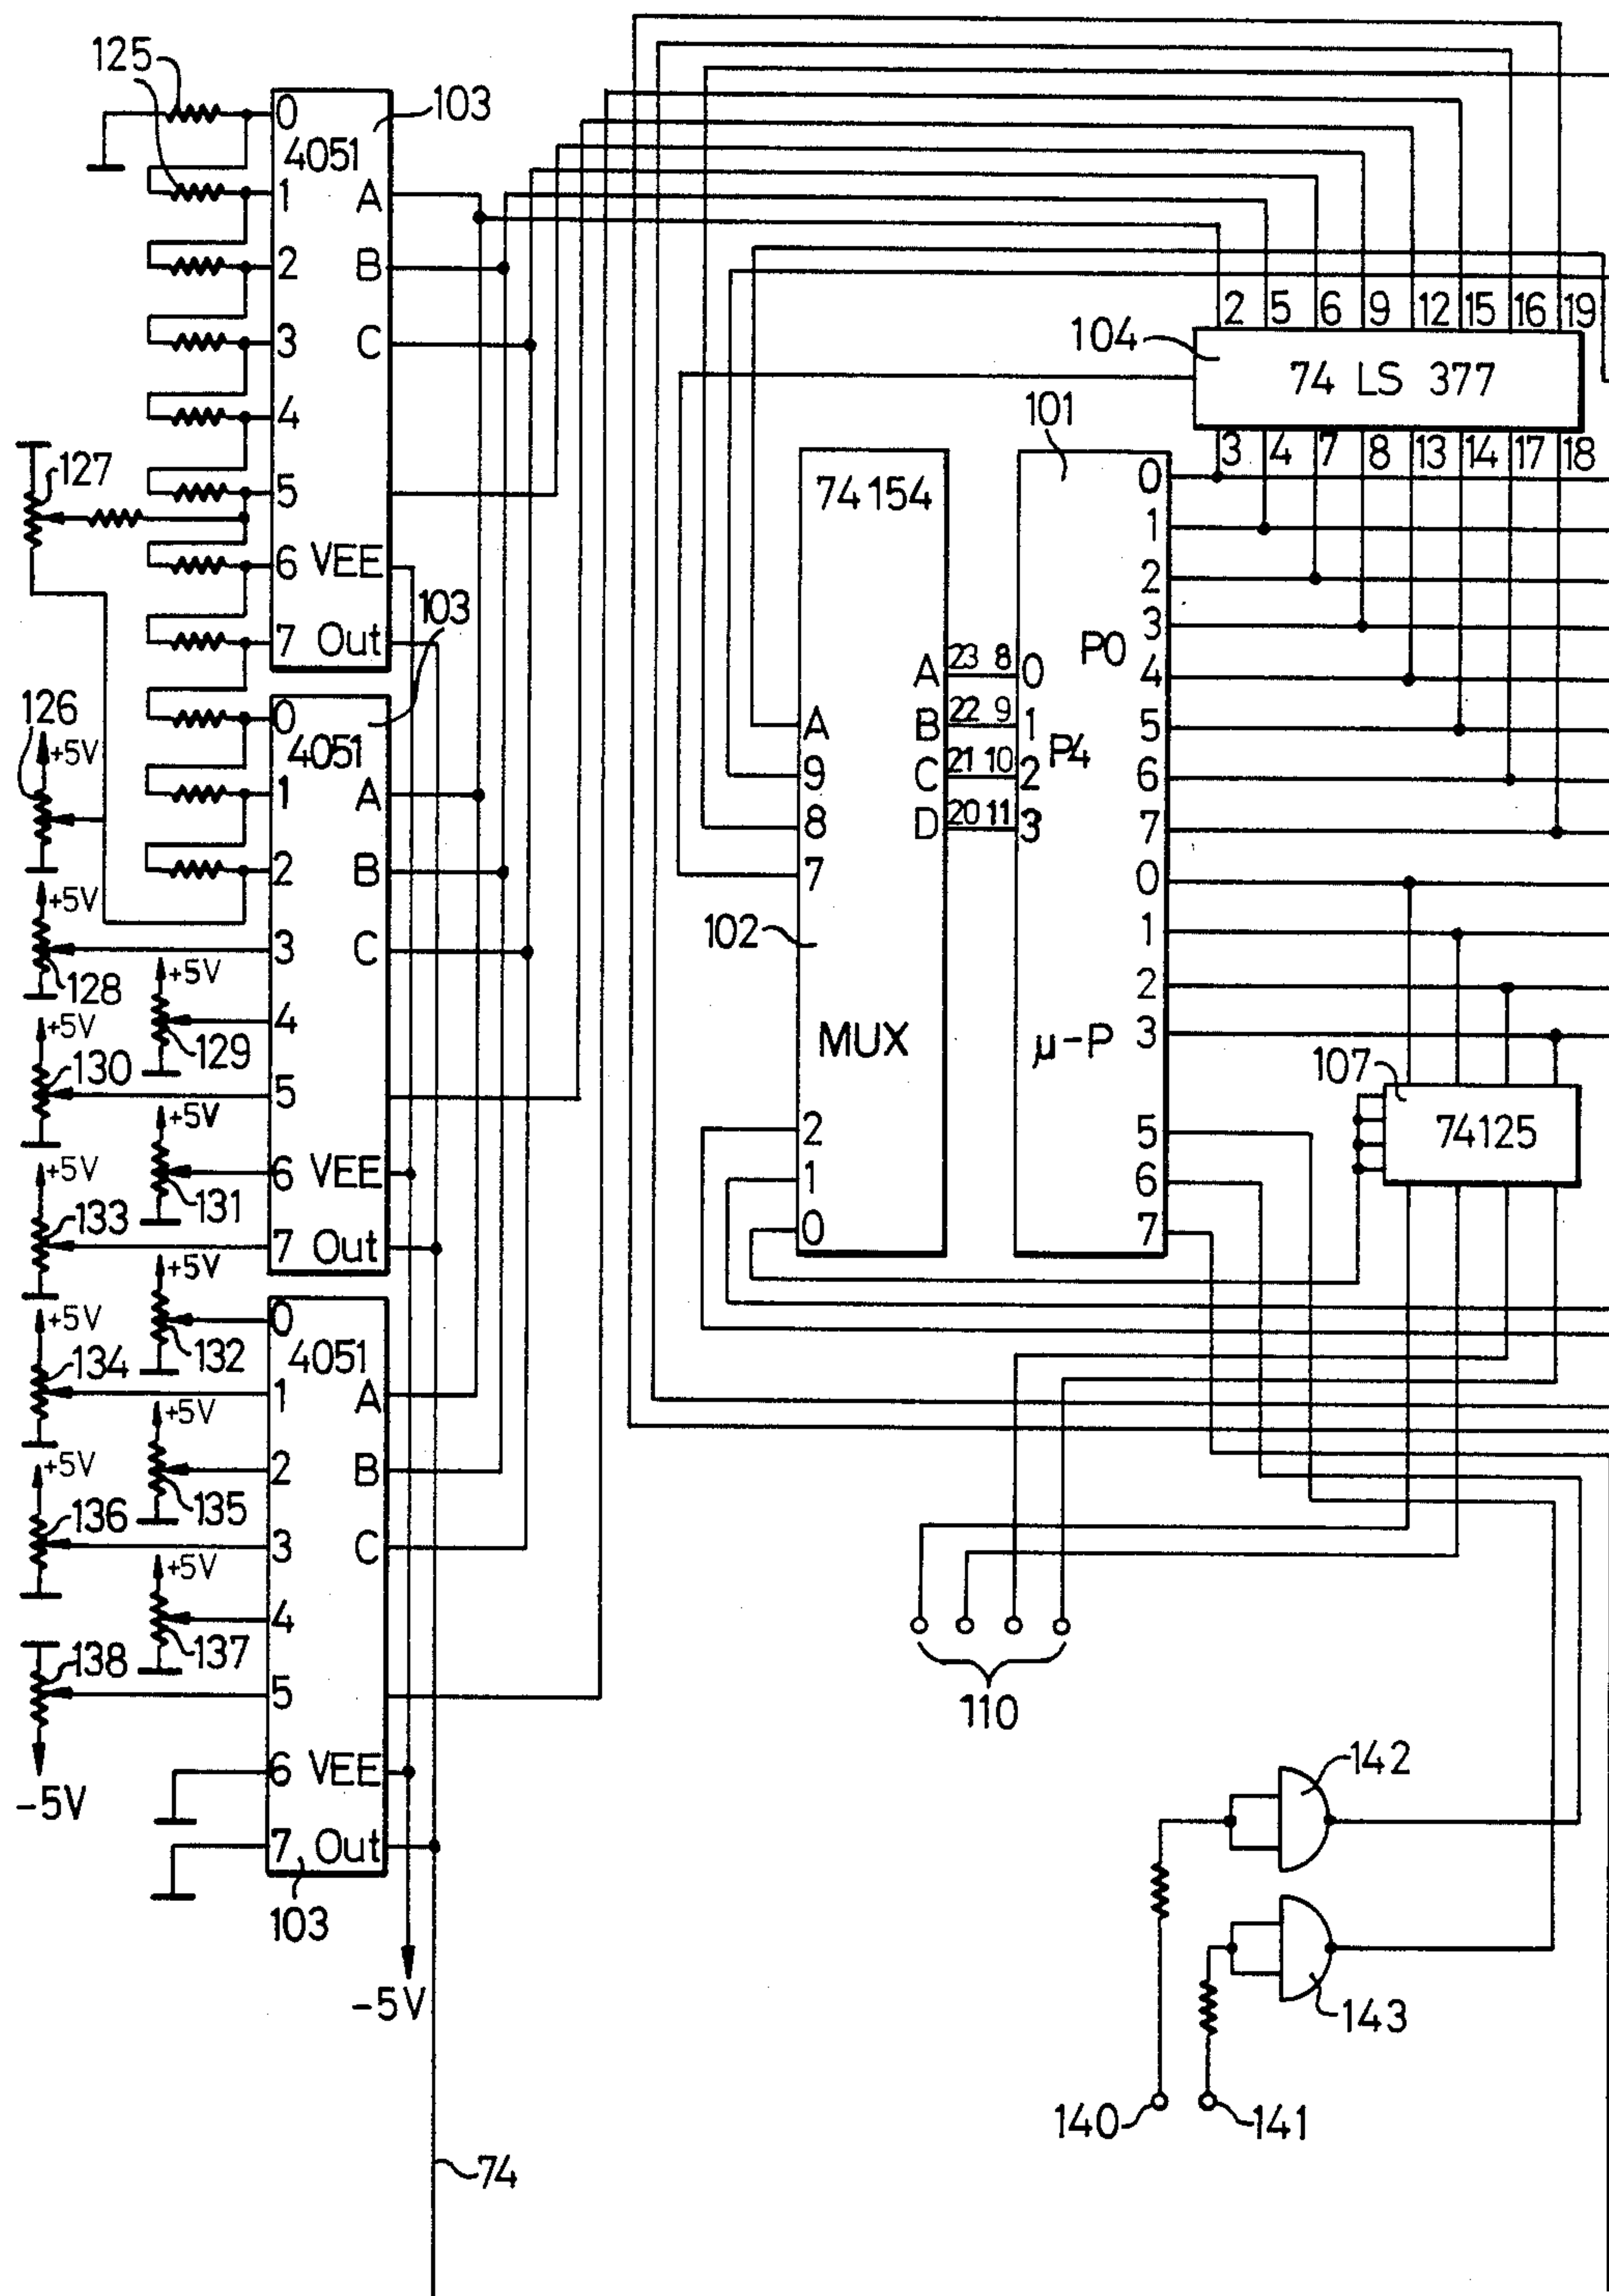 125
103
0
4051
1 A
2 B
3 C
4
5
6 VEE
7 Out
127
103
126
+5V
0
4051
1 A
2 B
3 C
4
5
6 VEE
7 Out
+5V
128
+5V
129
+5V
130
+5V
131
+5V
133
+5V
132
+5V
134
+5V
135
+5V
136
+5V
137
138
-5V
0
4051
1 A
2 B
3 C
4
5
6 VEE
7 Out
103
-5V
74
2 5 6 9 12 15 16 19
104
74 LS 377
3 4 7 8 13 14 17 18
101
74154
A
9
8
7
102
MUX
2
1
0
A 23 8 0
B 22 9 1
C 21 10 2
D 20 11 3
P0
P4
μ-P
0
1
2
3
4
5
6
7
0
1
2
3
5
6
7
107
74125
110
142
143
140
141